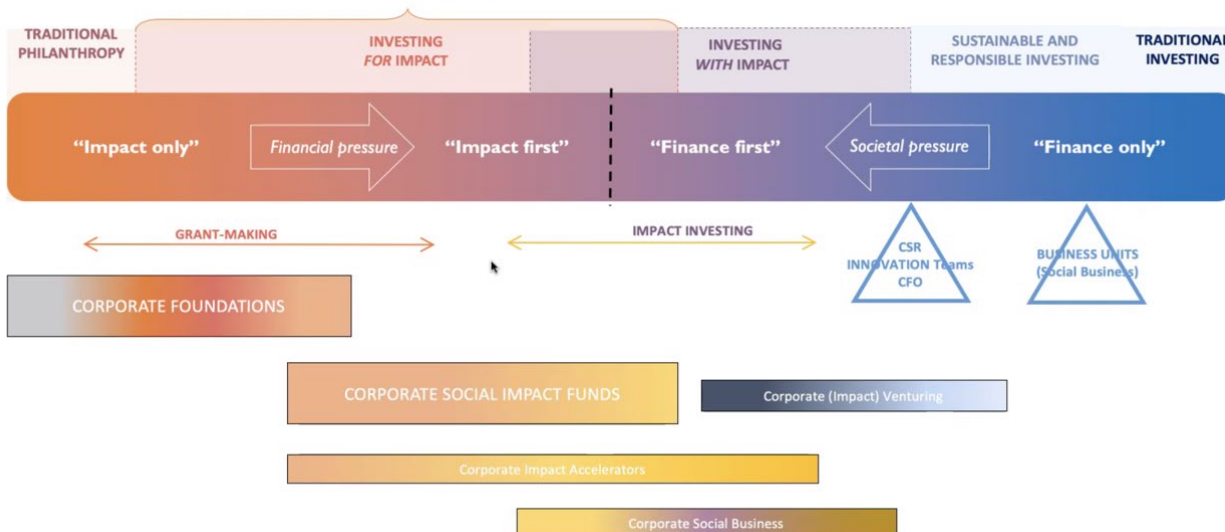 TRADITIONAL
PHILANTHROPY
INVESTING
FOR IMPACT
INVESTING
WITH IMPACT
SUSTAINABLE AND
RESPONSIBLE INVESTING
TRADITIONAL
INVESTING
“Impact only”
Financial pressure
“Impact first”
“Finance first”
Societal pressure
“Finance only”
GRANT-MAKING
IMPACT INVESTING
CSR
INNOVATION Teams
CFO
BUSINESS UNITS
(Social Business)
CORPORATE FOUNDATIONS
CORPORATE SOCIAL IMPACT FUNDS
Corporate (Impact) Venturing
Corporate Impact Accelerators
Corporate Social Business